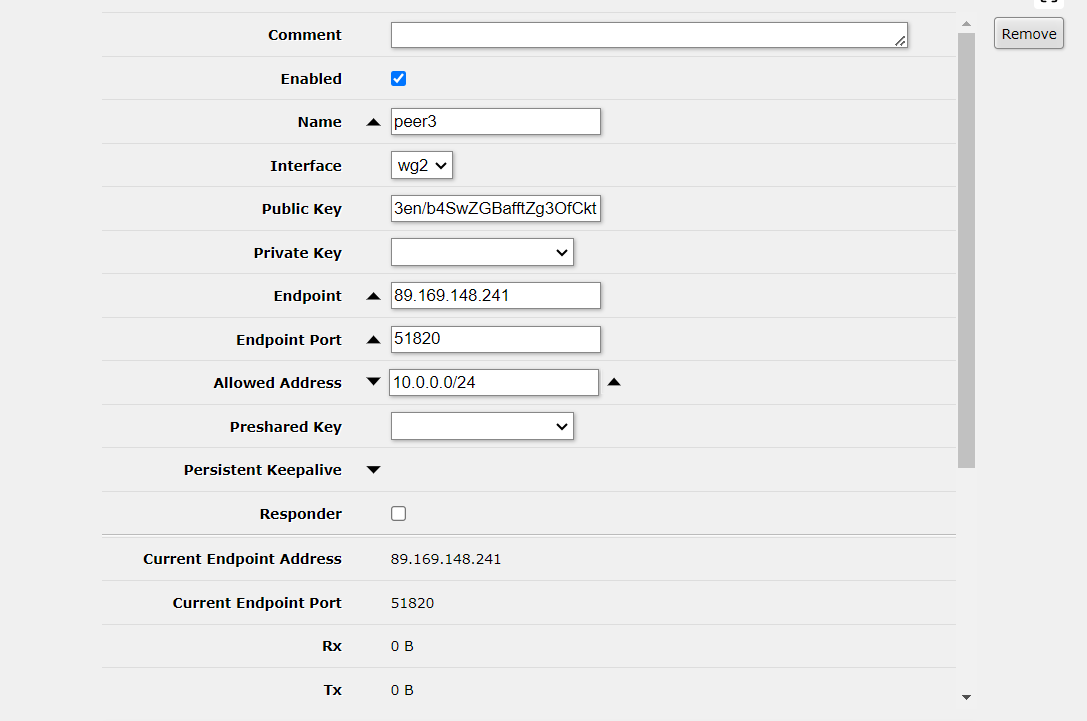 Remove
Comment
Enabled
Name peer3
Interface wg2
Public Key 3en/b4SwZGBafftZg3OfCkt
Private Key
Endpoint 89.169.148.241
Endpoint Port 51820
Allowed Address 10.0.0.0/24
Preshared Key
Persistent Keepalive
Responder
Current Endpoint Address 89.169.148.241
Current Endpoint Port 51820
Rx 0 B
Tx 0 B